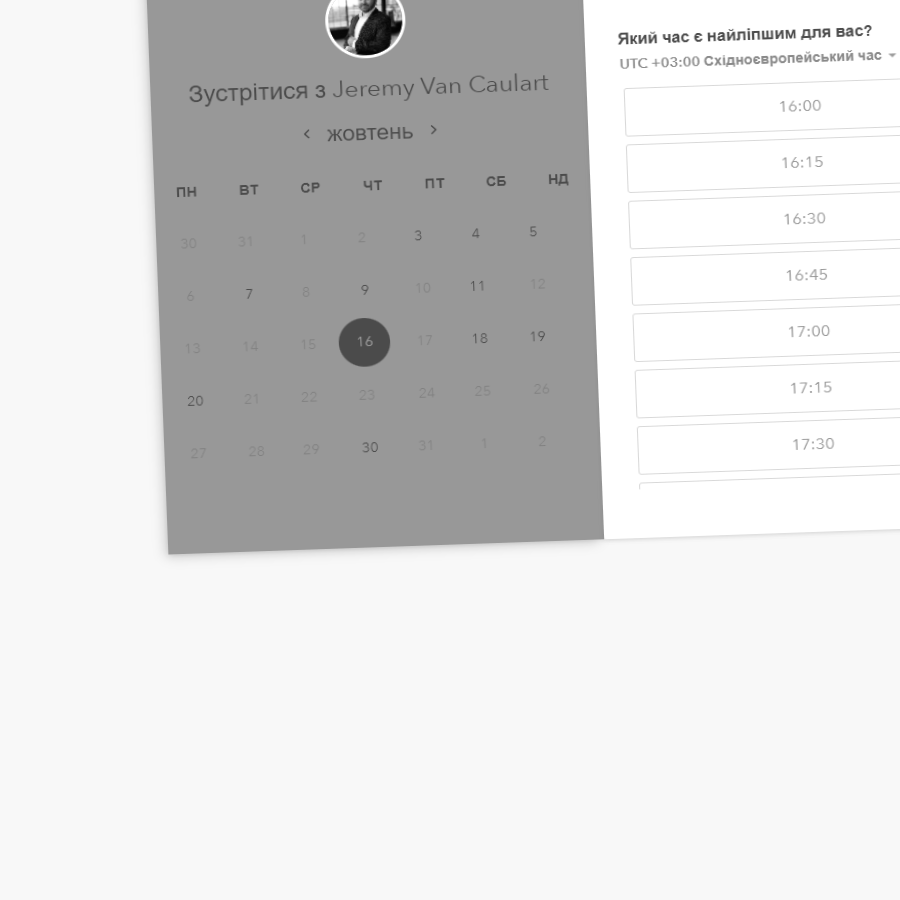 Зустрітися з Jeremy Van Caulart
‹ жовтень ›
ПН ВТ СР ЧТ ПТ СБ НД
30 31 1 2 3 4 5
6 7 8 9 10 11 12
13 14 15 16 17 18 19
20 21 22 23 24 25 26
27 28 29 30 31 1 2
Який час є найліпшим для вас?
UTC +03:00 Східноєвропейський час
16:00
16:15
16:30
16:45
17:00
17:15
17:30